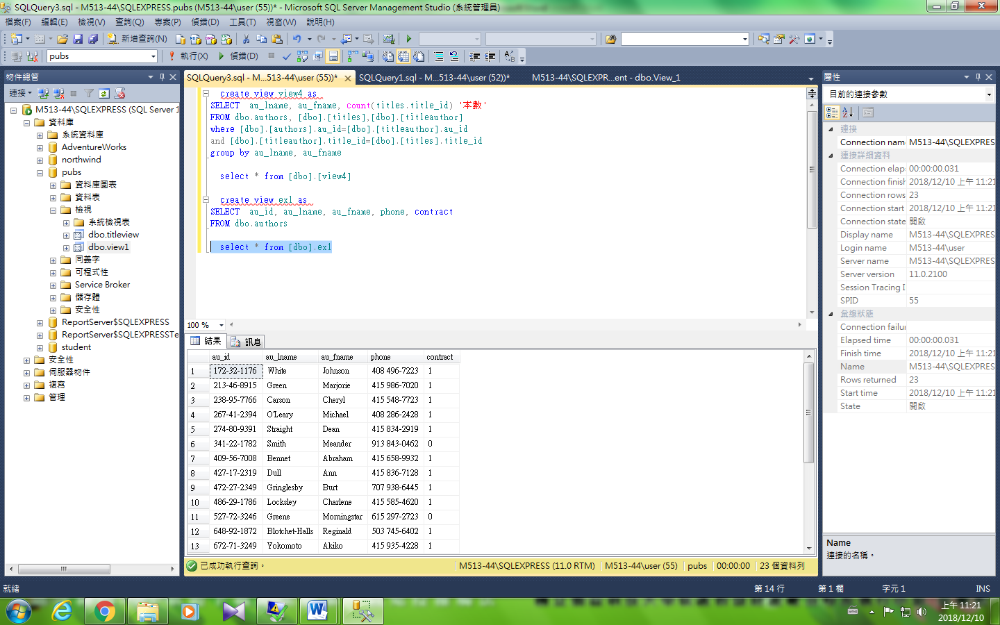 SQLQuery3.sql - M513-44\SQLEXPRESS.pubs (M513-44\user (55))* - Microsoft SQL Server Management Studio (系統管理員)
檔案(F) 編輯(E) 檢視(V) 查詢(Q) 專案(P) 偵錯(D) 工具(T) 視窗(W) 說明(H)
新增查詢(N)
pubs
執行(X) 偵錯(D)
物件總管
連接
M513-44\SQLEXPRESS (SQL Server 1
資料庫
系統資料庫
AdventureWorks
northwind
pubs
資料庫圖表
資料表
檢視
系統檢視表
dbo.titleview
dbo.view1
同義字
可程式性
Service Broker
儲存體
安全性
ReportServer$SQLEXPRESS
ReportServer$SQLEXPRESSTe
student
安全性
伺服器物件
複寫
管理
SQLQuery3.sql - M...513-44\user (55))* SQLQuery1.sql - M...513-44\user (52))* M513-44\SQLEXPR...ent - dbo.View_1
create view view4 as
SELECT au_lname, au_fname, count(titles.title_id) '本數'
FROM dbo.authors, [dbo].[titles],[dbo].[titleauthor]
where [dbo].[authors].au_id=[dbo].[titleauthor].au_id
and [dbo].[titleauthor].title_id=[dbo].[titles].title_id
group by au_lname, au_fname
select * from [dbo].[view4]
create view ex1 as
SELECT au_id, au_lname, au_fname, phone, contract
FROM dbo.authors
select * from [dbo].ex1
100 %
結果 訊息
au_id au_lname au_fname phone contract
1 172-32-1176 White Johnson 408 496-7223 1
2 213-46-8915 Green Marjorie 415 986-7020 1
3 238-95-7766 Carson Cheryl 415 548-7723 1
4 267-41-2394 O'Leary Michael 408 286-2428 1
5 274-80-9391 Straight Dean 415 834-2919 1
6 341-22-1782 Smith Meander 913 843-0462 0
7 409-56-7008 Bennet Abraham 415 658-9932 1
8 427-17-2319 Dull Ann 415 836-7128 1
9 472-27-2349 Gringlesby Burt 707 938-6445 1
10 486-29-1786 Locksley Charlene 415 585-4620 1
11 527-72-3246 Greene Morningstar 615 297-2723 0
12 648-92-1872 Blotchet-Halls Reginald 503 745-6402 1
13 672-71-3249 Yokomoto Akiko 415 935-4228 1
已成功執行查詢。 M513-44\SQLEXPRESS (11.0 RTM) M513-44\user (55) pubs 00:00:00 23 個資料列
屬性
目前的連接參數
連接
Connection nam M513-44\SQLEXPRES
連接詳細資料
Connection elap 00:00:00.031
Connection finish 2018/12/10 上午 11:21
Connection rows 23
Connection start 2018/12/10 上午 11:21
Connection state 開啟
Display name M513-44\SQLEXPRES
Login name M513-44\user
Server name M513-44\SQLEXPRES
Server version 11.0.2100
Session Tracing I
SPID 55
彙總狀態
Connection failur
Elapsed time 00:00:00.031
Finish time 2018/12/10 上午 11:21
Name M513-44\SQLEXPRES
Rows returned 23
Start time 2018/12/10 上午 11:21
State 開啟
Name
連接的名稱。
就緒 第 14 行 第 1 欄 字元 1 INS
上午 11:21
2018/12/10